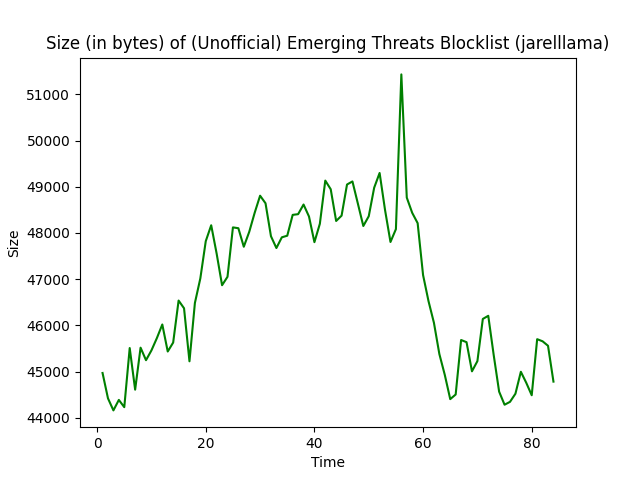 Size (in bytes) of (Unofficial) Emerging Threats Blocklist (jarelllama)
51000
50000
49000
48000
47000
46000
45000
44000
Size
0 20 40 60 80
Time